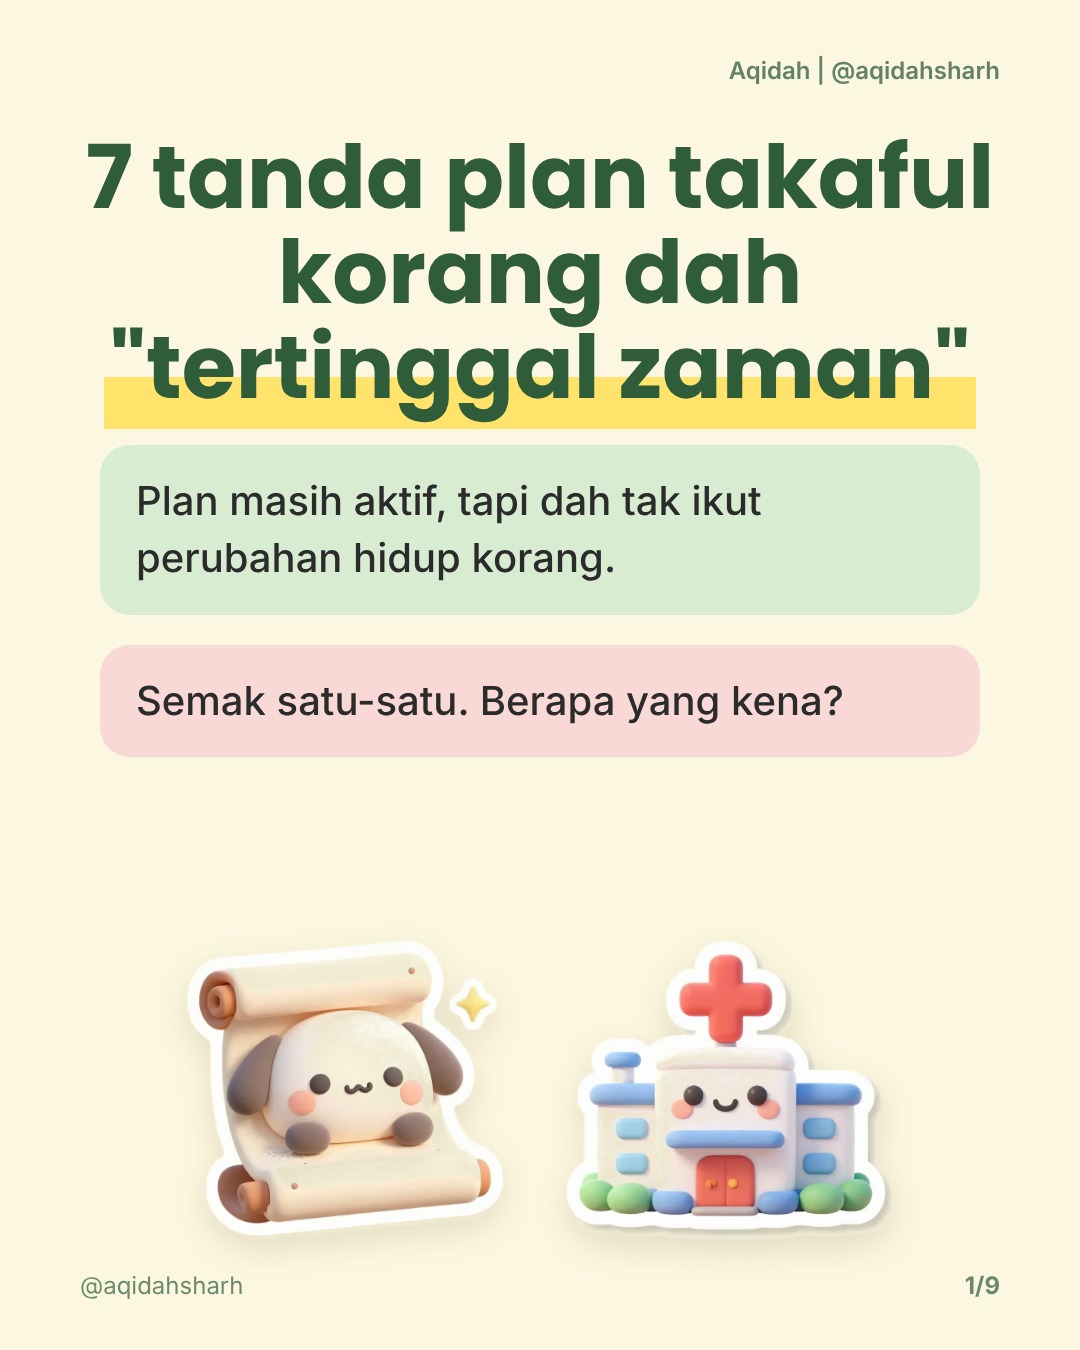 Aqidah | @aqidahsharh
7 tanda plan takaful
korang dah
"tertinggal zaman"
Plan masih aktif, tapi dah tak ikut
perubahan hidup korang.
Semak satu-satu. Berapa yang kena?
@aqidahsharh
1/9